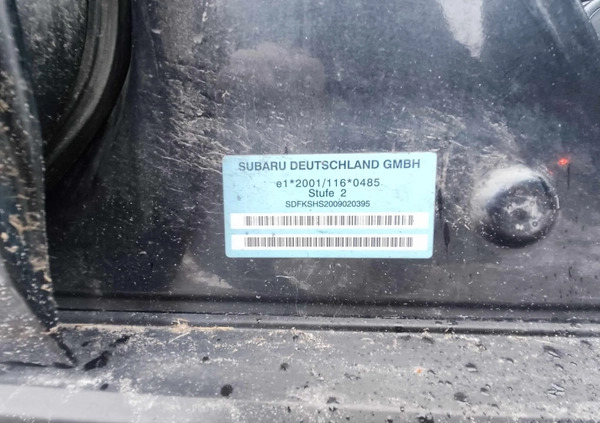 SUBARU DEUTSCHLAND GMBH
e1*2001/116*0485
Stufe 2
SDFKSHS2009020395